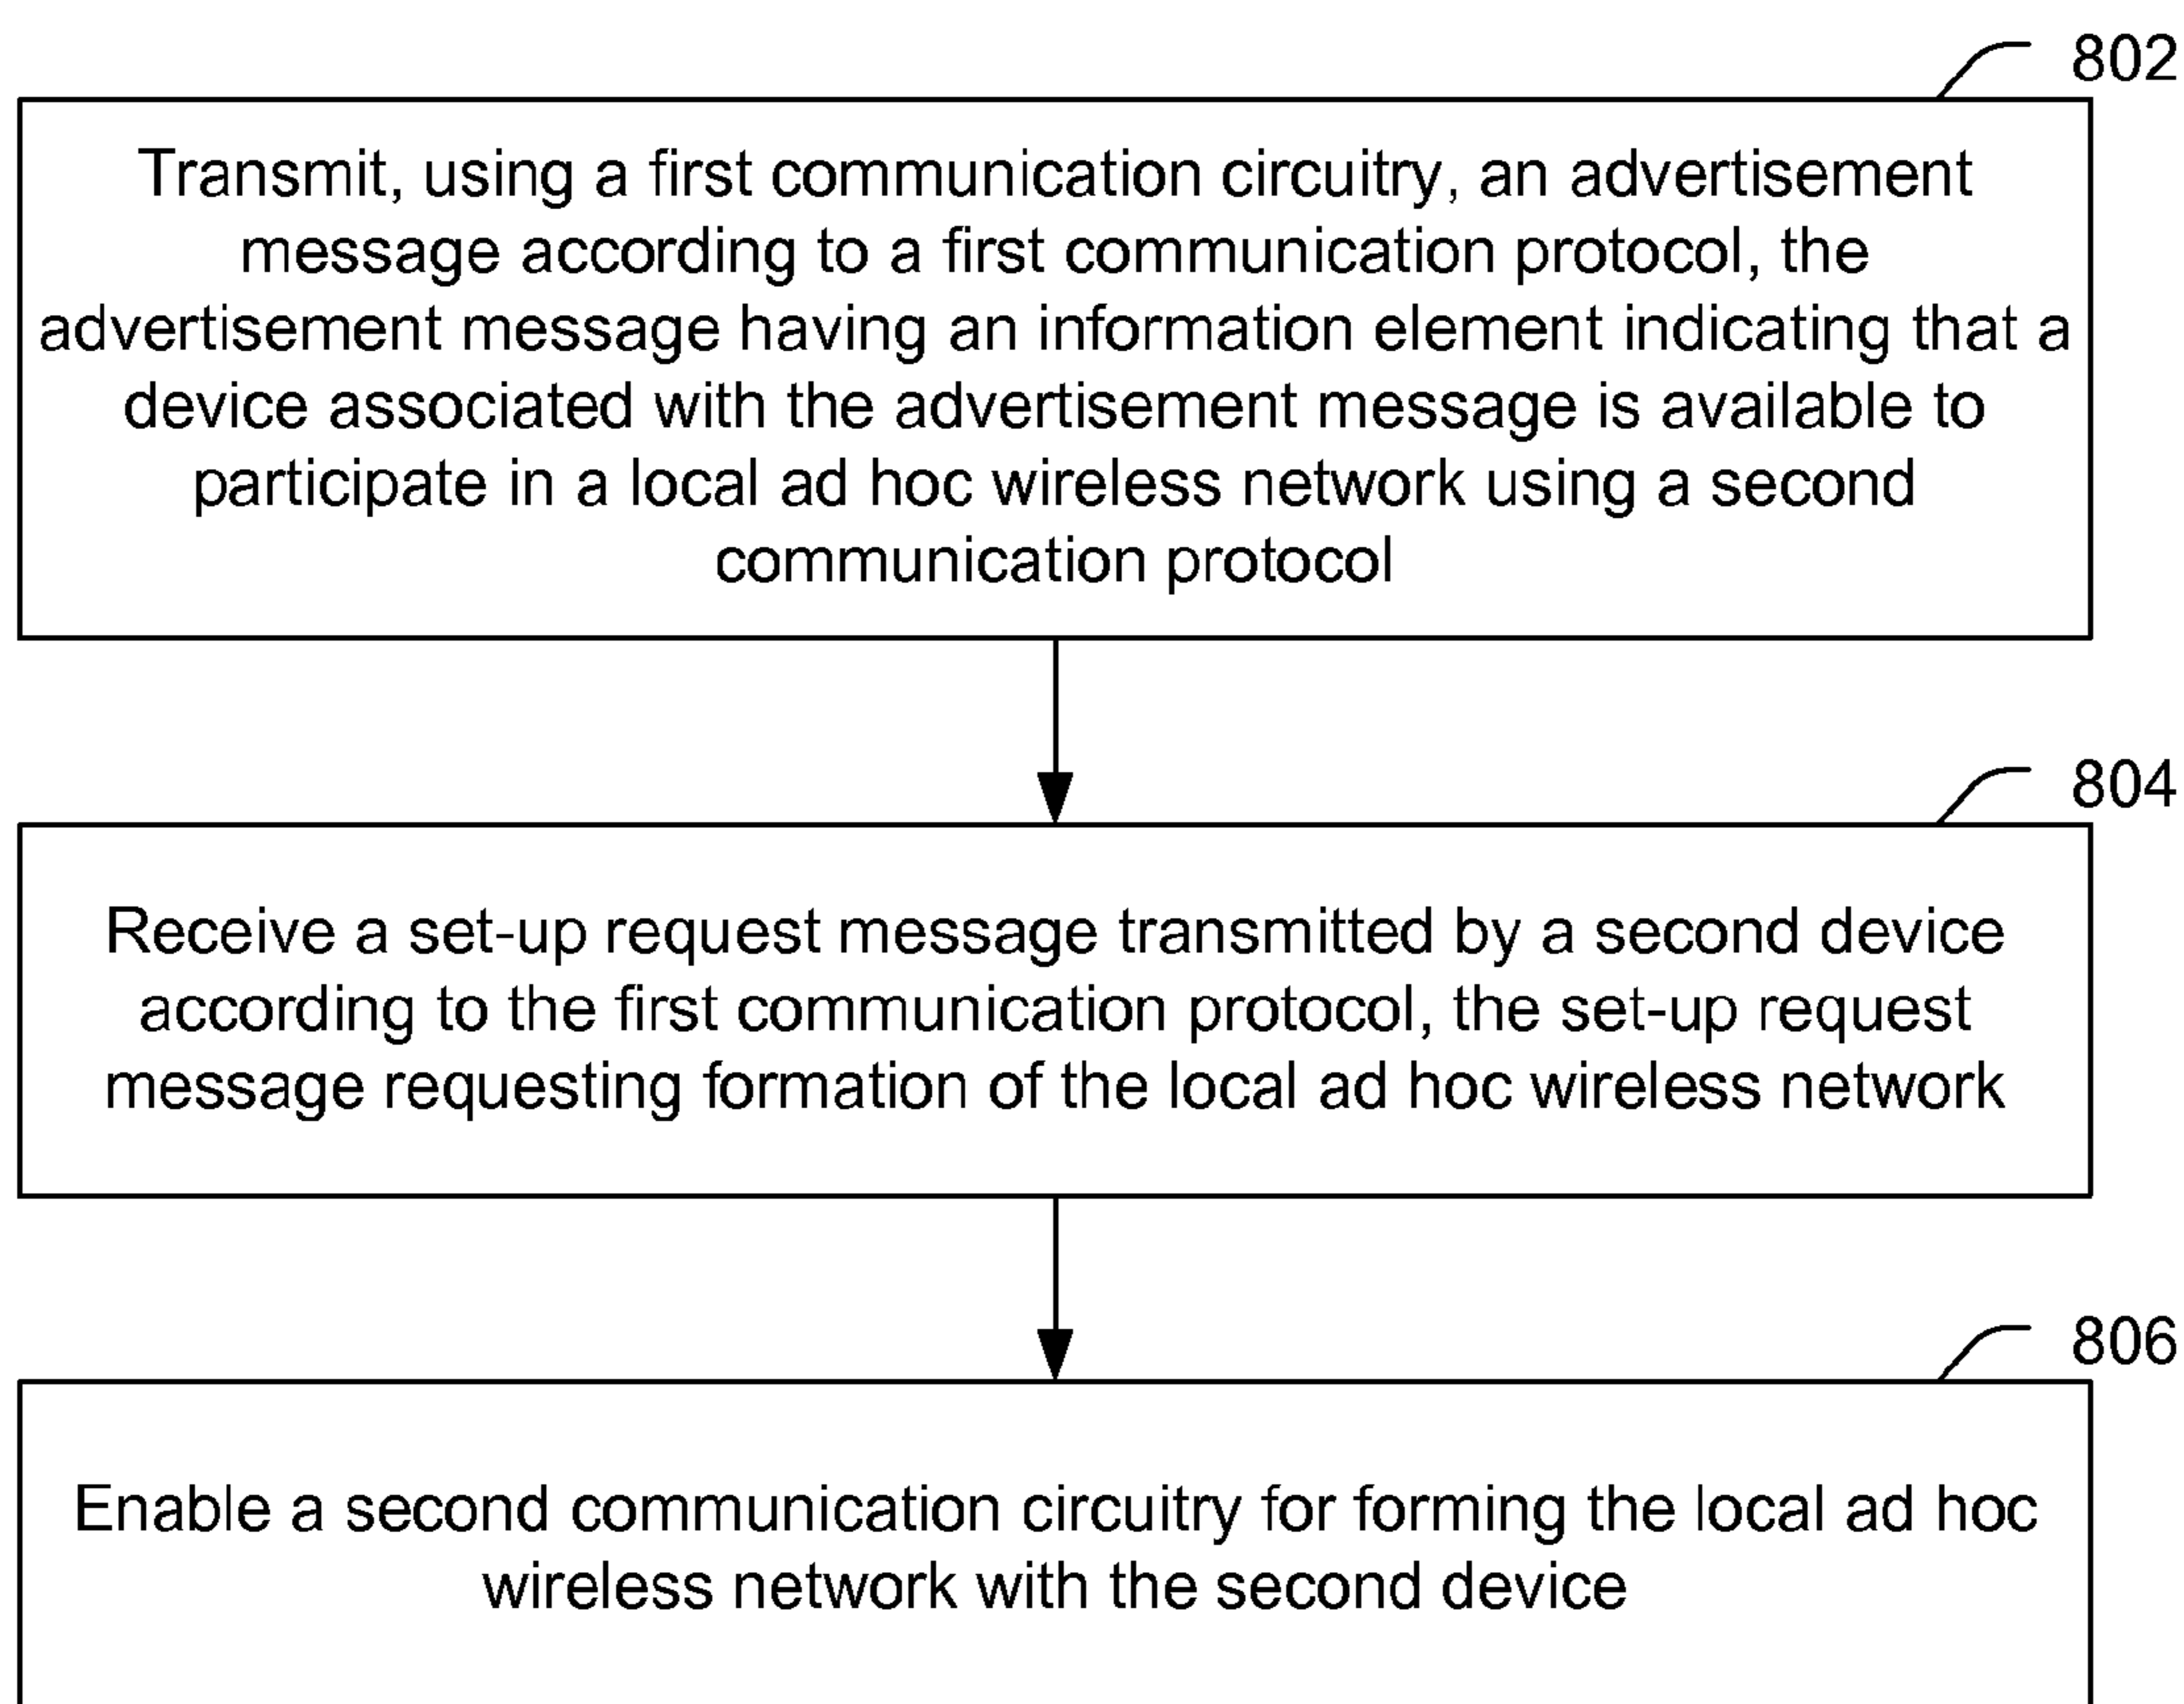 802
Transmit, using a first communication circuitry, an advertisement
message according to a first communication protocol, the
advertisement message having an information element indicating that a
device associated with the advertisement message is available to
participate in a local ad hoc wireless network using a second
communication protocol
804
Receive a set-up request message transmitted by a second device
according to the first communication protocol, the set-up request
message requesting formation of the local ad hoc wireless network
806
Enable a second communication circuitry for forming the local ad hoc
wireless network with the second device